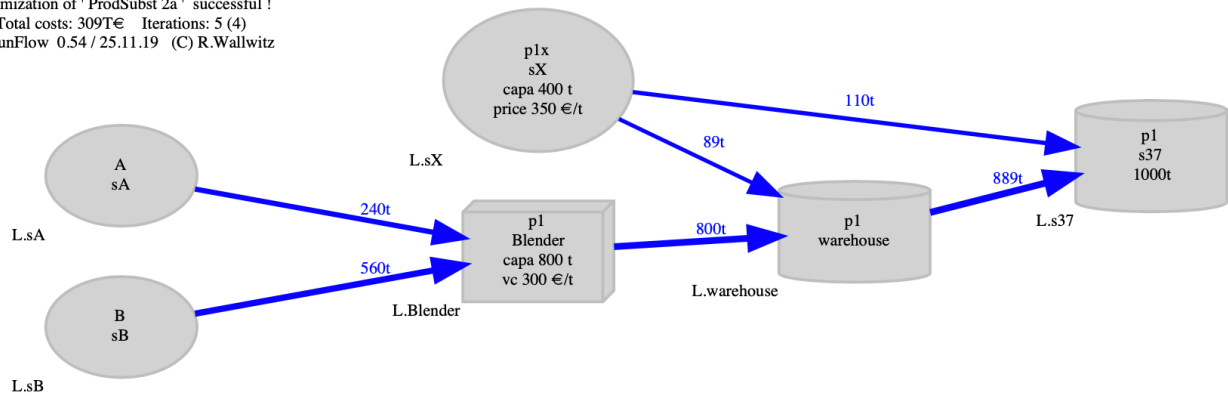 mization of ' ProdSubst 2a ' successful !
Total costs: 309T€ Iterations: 5 (4)
unFlow 0.54 / 25.11.19 (C) R.Wallwitz
p1x
sX
capa 400 t
price 350 €/t
L.sX
110t
89t
p1
s37
1000t
L.s37
A
sA
L.sA
240t
p1
Blender
capa 800 t
vc 300 €/t
L.Blender
800t
p1
warehouse
L.warehouse
889t
560t
B
sB
L.sB